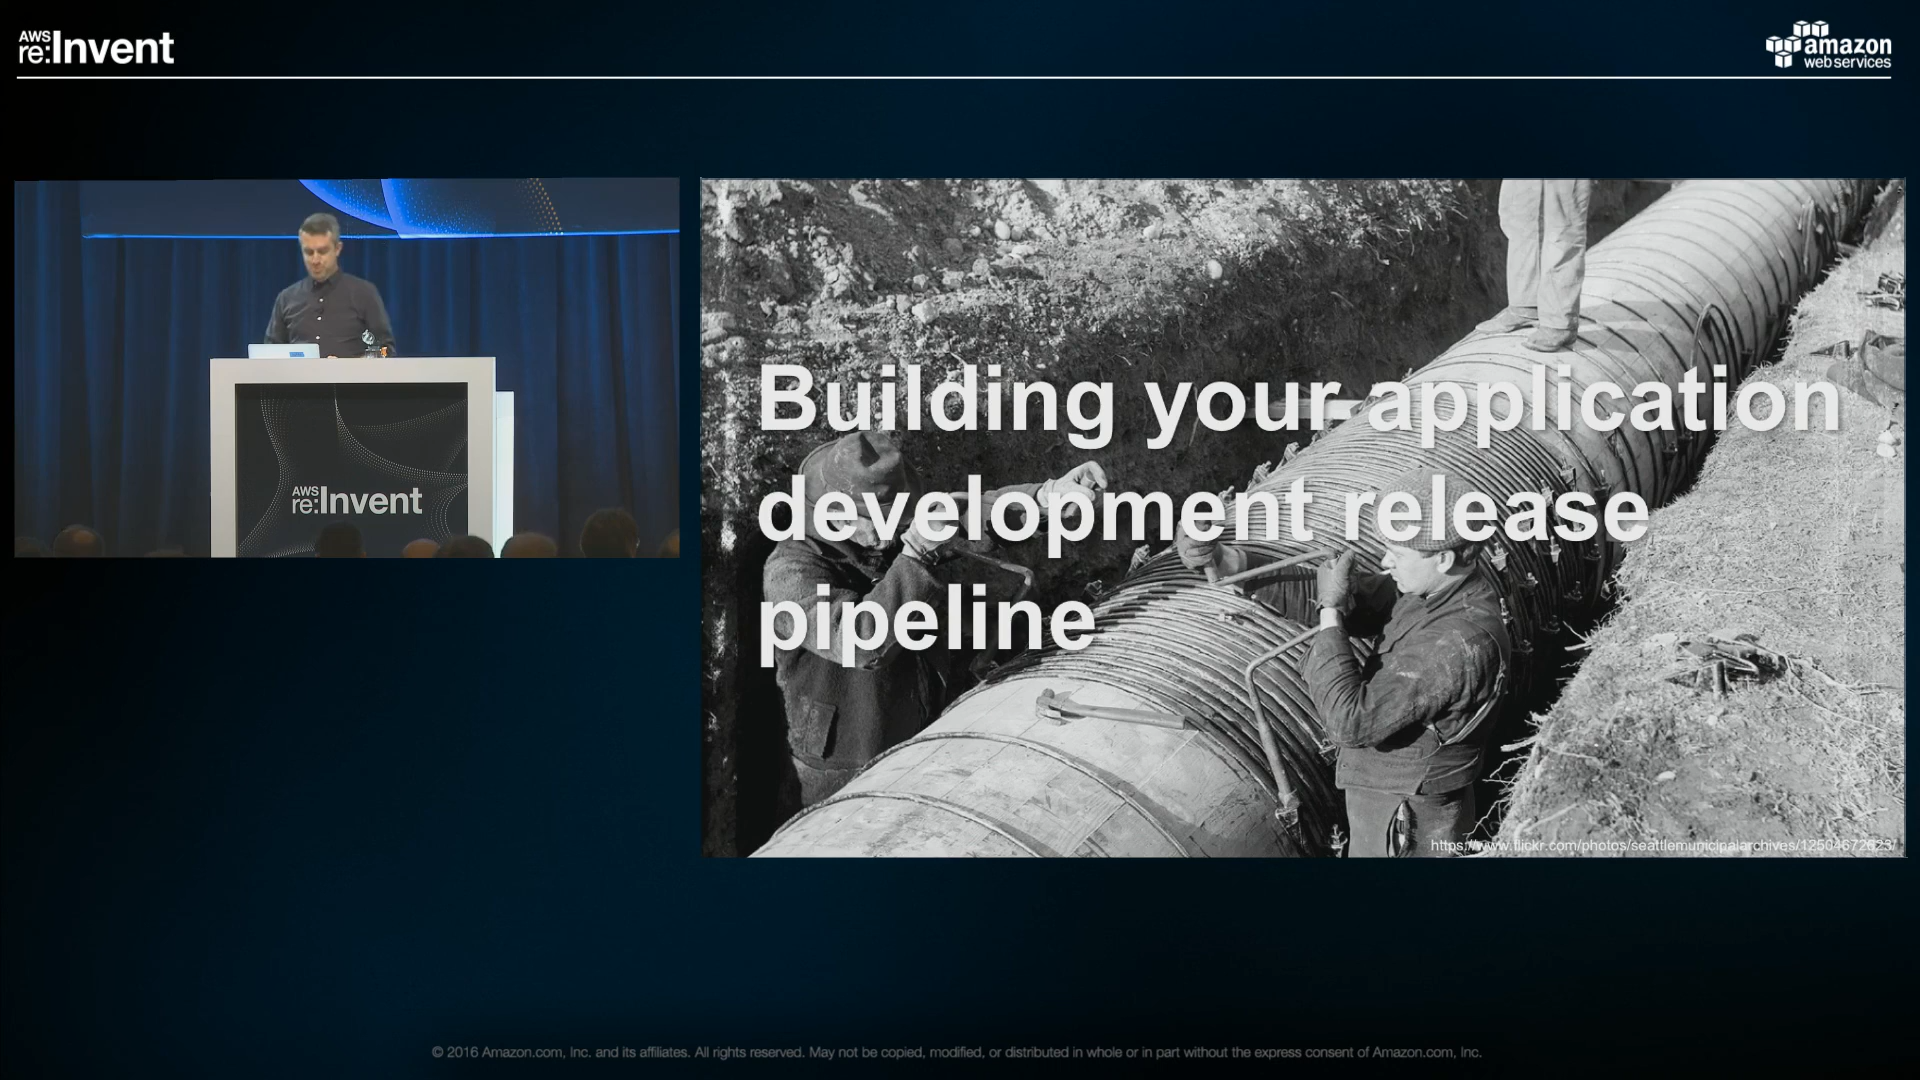 AWS
re:Invent
amazon
web services
AWS
re:Invent
Building your application
development release
pipeline
https://www.flickr.com/photos/seattlemunicipalarchives/12504672623/
© 2016 Amazon.com, Inc. and its affiliates. All rights reserved. May not be copied, modified, or distributed in whole or in part without the express consent of Amazon.com, Inc.